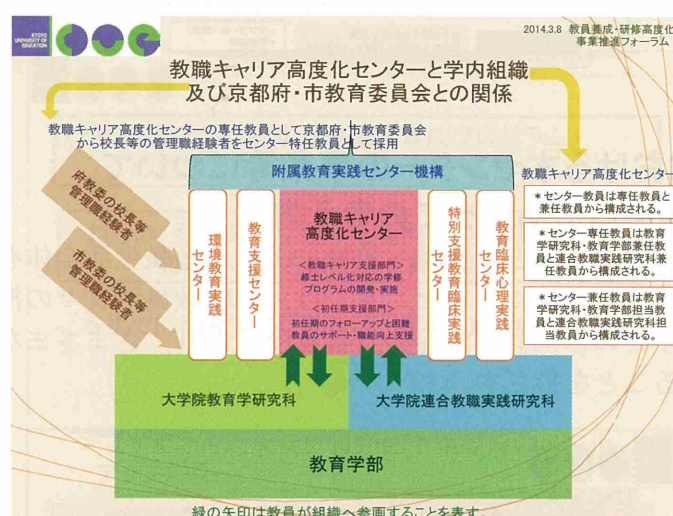 KYOTO
UNIVERSITY OF
EDUCATION
2014.3.8 教員養成・研修高度化
事業推進フォーラム
教職キャリア高度化センターと学内組織
及び京都府・市教育委員会との関係
教職キャリア高度化センターの専任教員として京都府・市教育委員会
から校長等の管理職経験者をセンター特任教員として採用
府教委の校長等
管理職経験者
市教委の校長等
管理職経験者
附属教育実践センター機構
環境教育実践
センター
教育支援センター
教職キャリア
高度化センター
<教職キャリア支援部門>
修士レベル化対応の学修
プログラムの開発・実施
<初任期支援部門>
初任期のフォローアップと困難
教員のサポート・職能向上支援
特別支援教育臨床実践
センター
教育臨床心理実践
センター
教職キャリア高度化センター
*センター教員は専任教員と
兼任教員から構成される。
*センター専任教員は教育
学研究科・教育学部兼任教
員と連合教職実践研究科兼
任教員から構成される。
*センター兼任教員は教育
学研究科・教育学部担当教
員と連合教職実践研究科担
当教員から構成される。
大学院教育学研究科
大学院連合教職実践研究科
教育学部
緑の矢印は教員が組織へ参画することを表す。